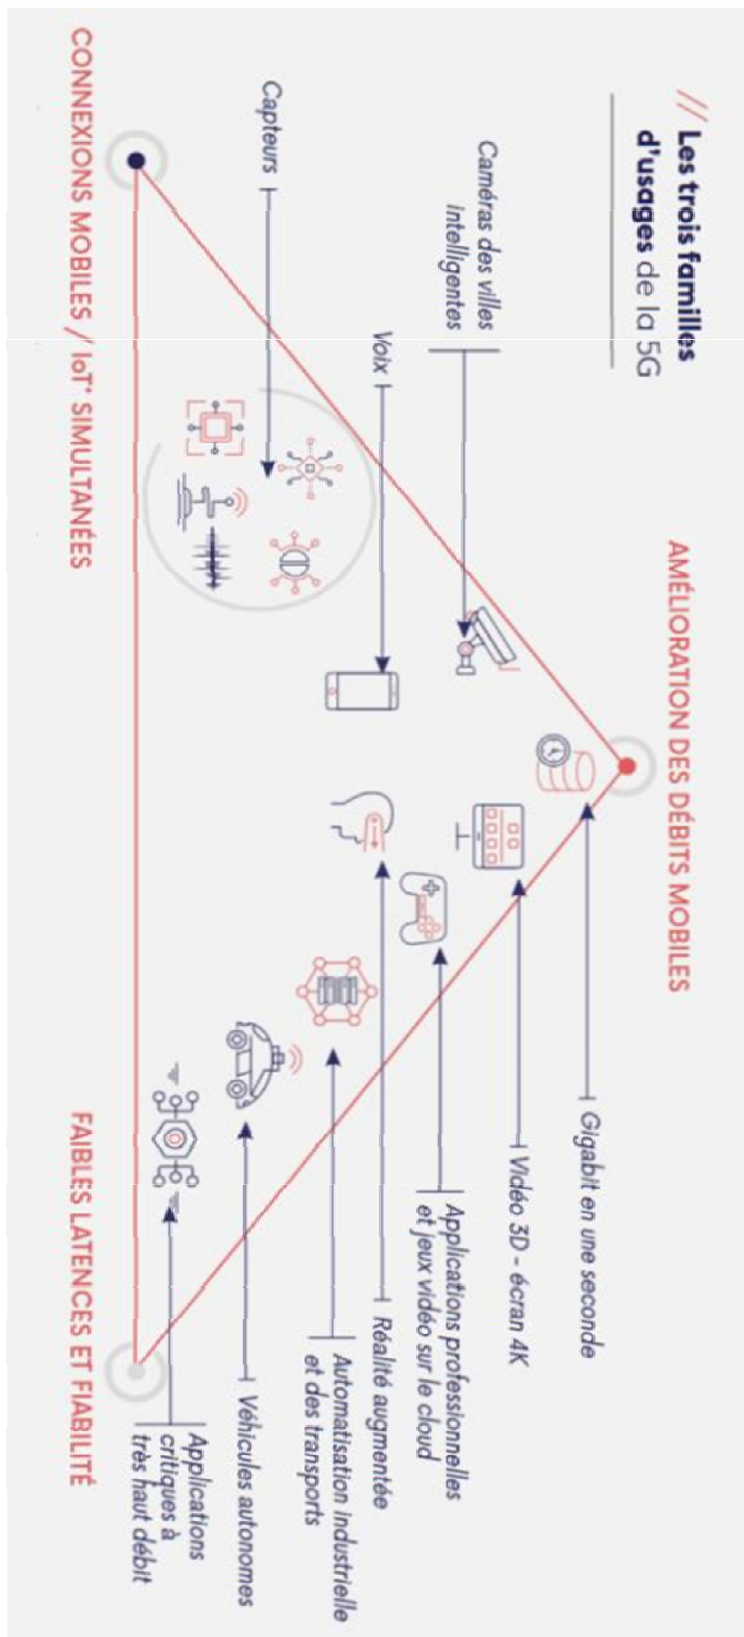 // Les trois familles
d'usages de la 5G
AMÉLIORATION DES DÉBITS MOBILES
Caméras des villes
intelligentes
Voix
Capteurs
Gigabit en une seconde
Vidéo 3D - écran 4K
Applications professionnelles
et jeux vidéo sur le cloud
Réalité augmentée
Automatisation industrielle
et des transports
Véhicules autonomes
Applications
critiques à
très haut débit
CONNEXIONS MOBILES / IoT* SIMULTANÉES
FAIBLES LATENCES ET FIABILITÉ